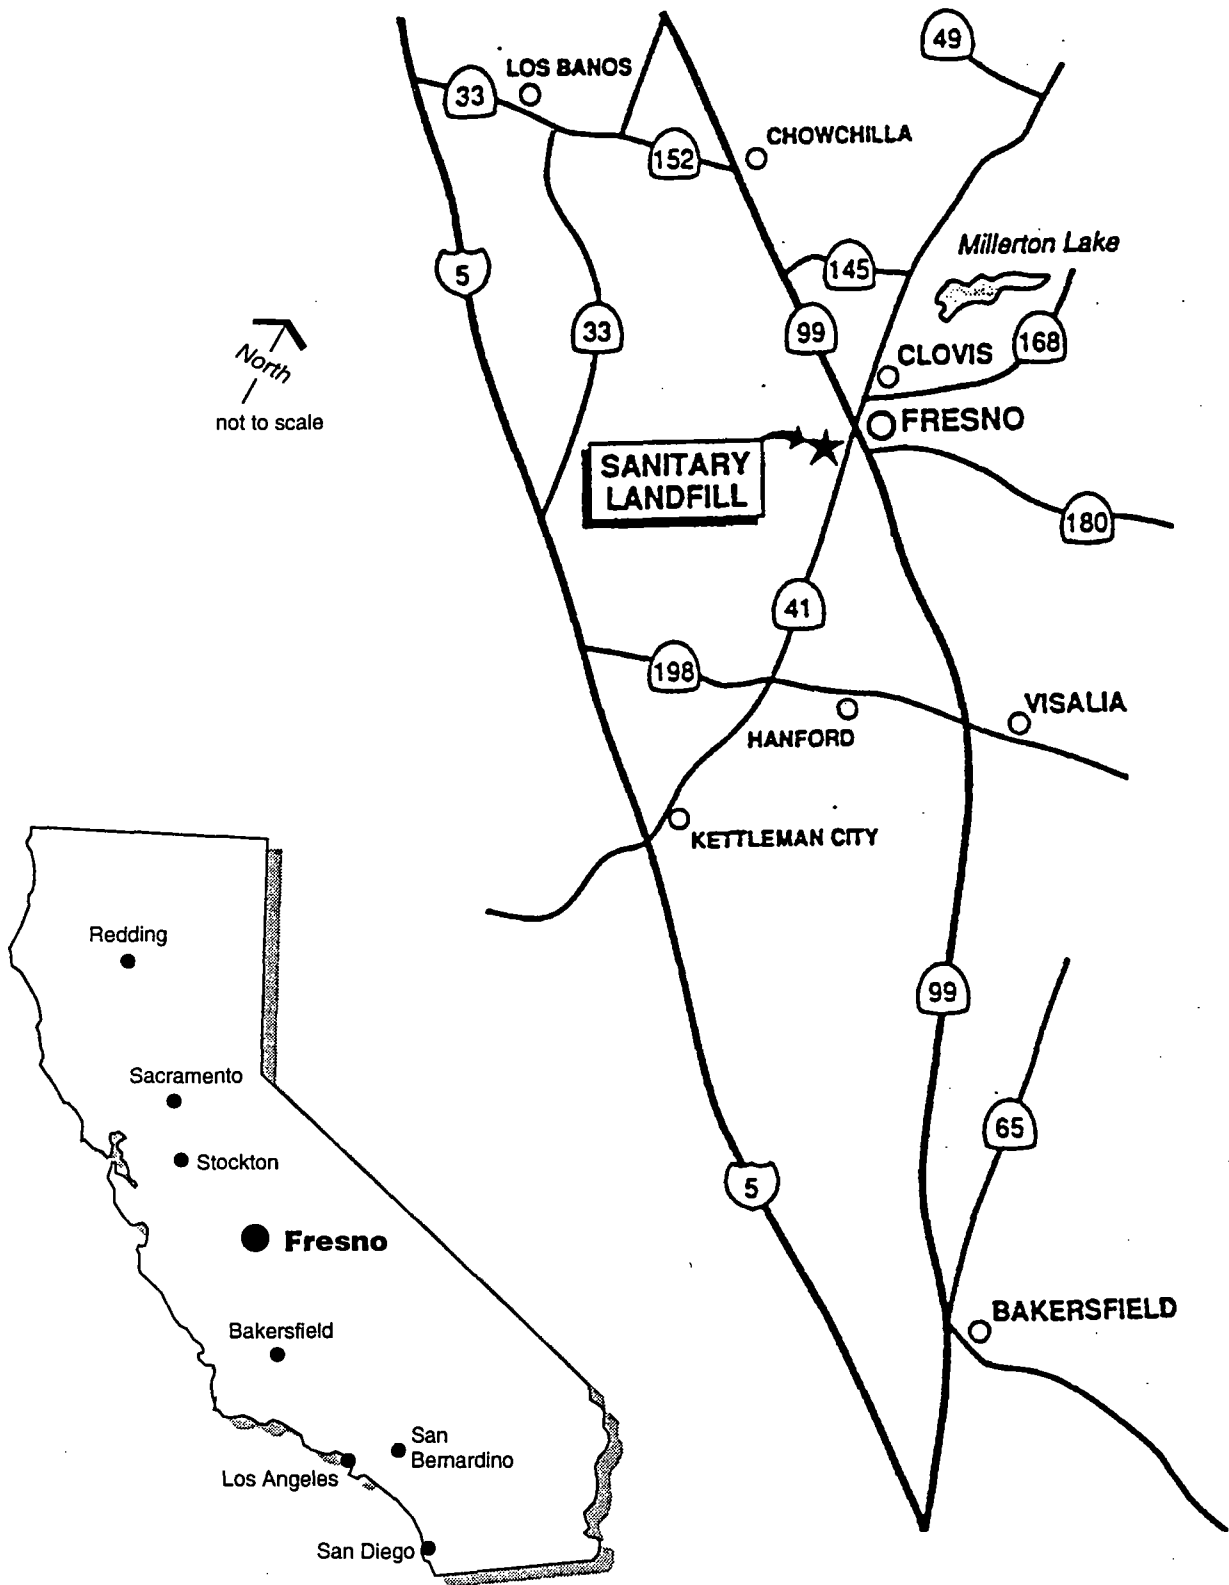 49
LOS BANOS
33
CHOWCHILLA
152
Millerton Lake
5
145
33
99
168
CLOVIS
North
not to scale
FRESNO
SANITARY
LANDFILL
180
41
198
VISALIA
HANFORD
KETTLEMAN CITY
99
65
5
BAKERSFIELD
Redding
Sacramento
Stockton
Fresno
Bakersfield
San
Bernardino
Los Angeles
San Diego